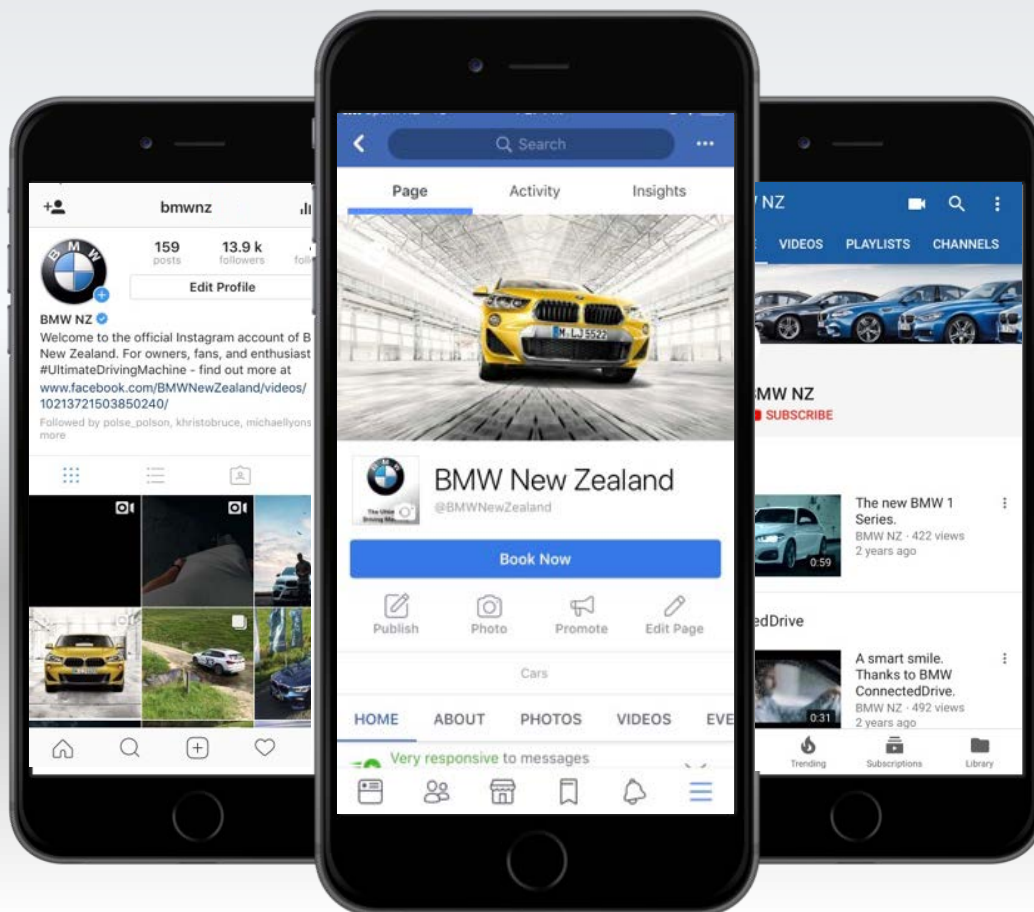 bmwnz
159
13.9 k
posts
followers
Edit Profile
BMW NZ
Welcome to the official Instagram account of B
New Zealand. For owners, fans, and enthusiast
#UltimateDrivingMachine - find out more at
www.facebook.com/BMWNewZealand/videos/
10213721503850240/
Followed by polse_polson, khristobruce, michaellyons
more
Search
Page Activity Insights
M·LJ 5522
BMW New Zealand
@BMWNewZealand
Book Now
Publish Photo Promote Edit Page
Cars
HOME ABOUT PHOTOS VIDEOS EVE
Very responsive to messages
NZ
VIDEOS PLAYLISTS CHANNELS
BMW NZ
SUBSCRIBE
The new BMW 1
Series.
BMW NZ · 422 views
2 years ago
0:59
edDrive
A smart smile.
Thanks to BMW
ConnectedDrive.
BMW NZ · 492 views
2 years ago
0:31
Trending Subscriptions Library